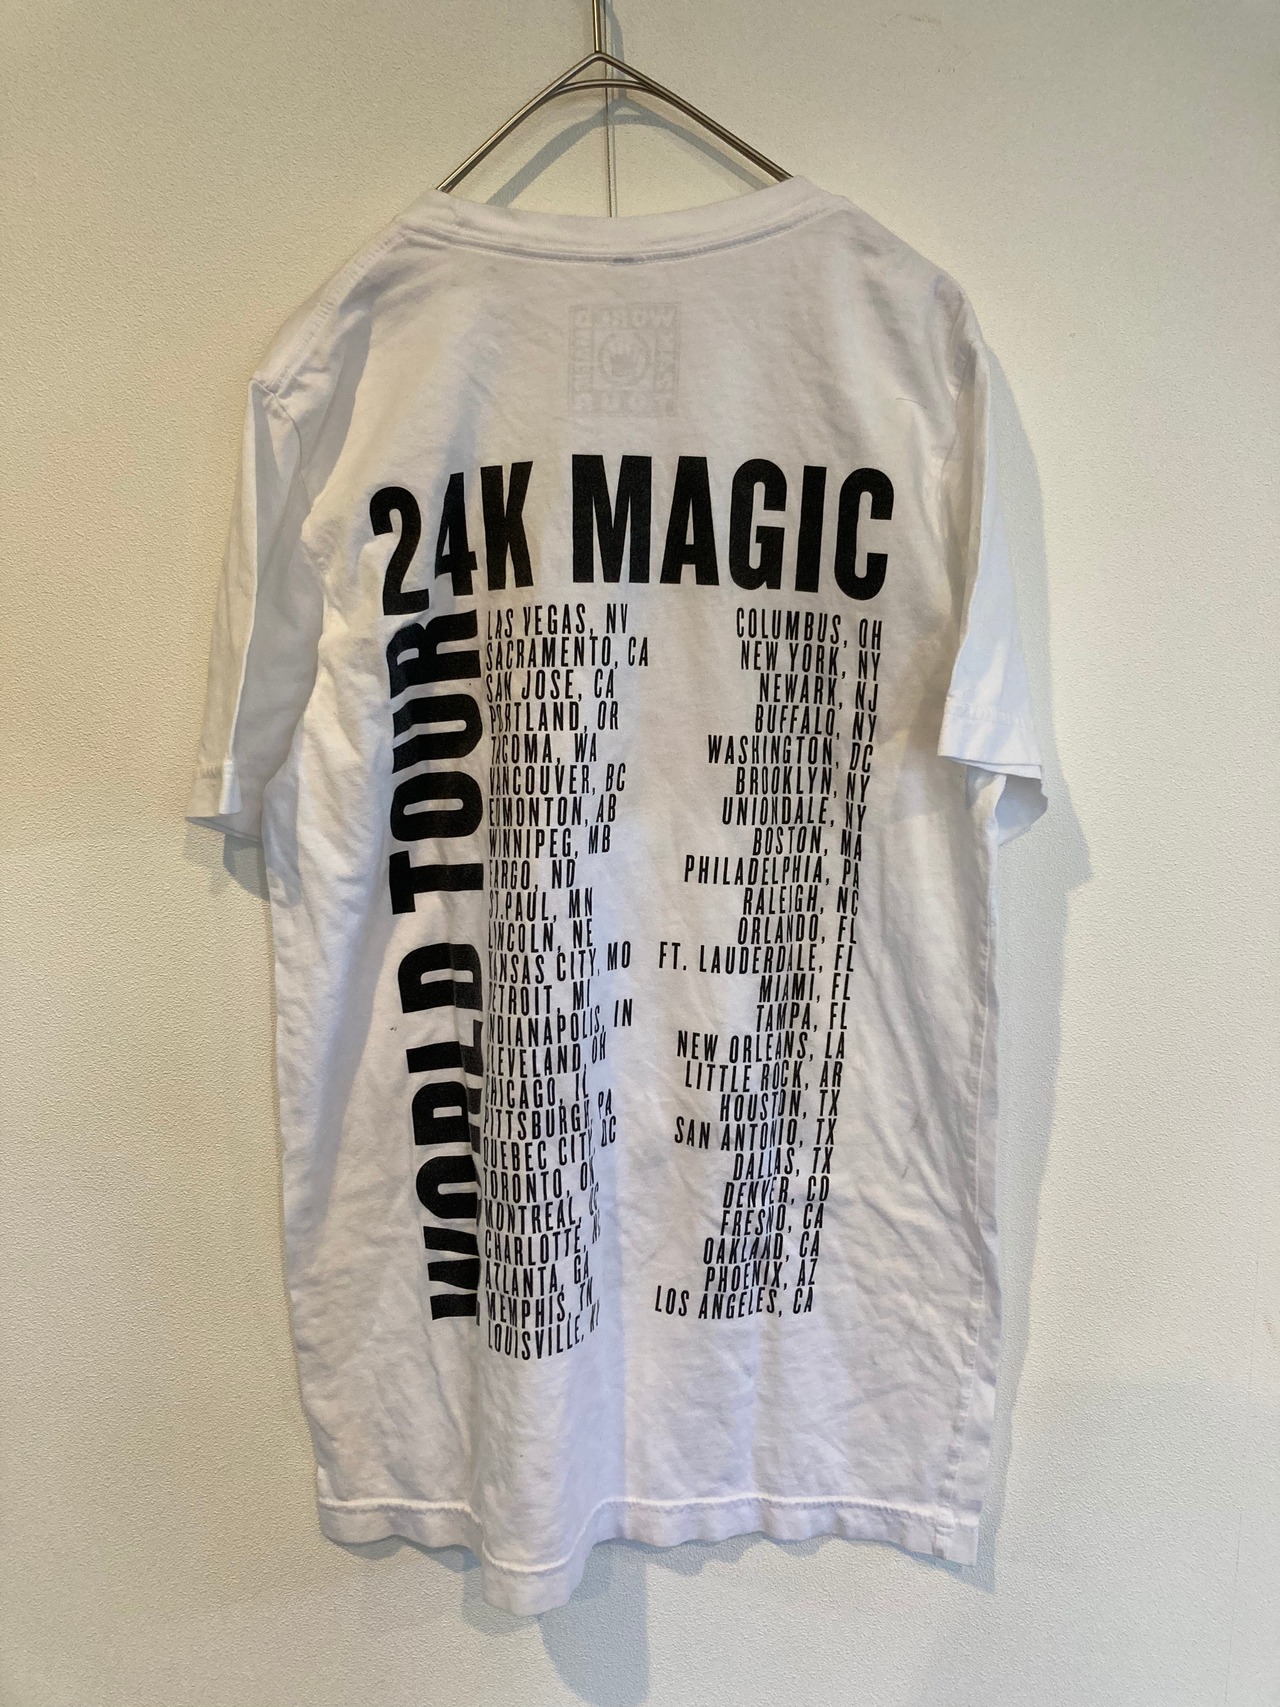 24K MAGIC
WORLD TOUR
LAS VEGAS, NV
SACRAMENTO, CA
SAN JOSE, CA
PORTLAND, OR
TACOMA, WA
VANCOUVER, BC
EDMONTON, AB
WINNIPEG, MB
FARGO, ND
ST.PAUL, MN
LINCOLN, NE
KANSAS CITY, MO
DETROIT, MI
INDIANAPOLIS, IN
CLEVELAND, OH
CHICAGO, IL
PITTSBURGH, PA
QUEBEC CITY, QC
TORONTO, ON
MONTREAL, QC
CHARLOTTE,
ATLANTA, GA
MEMPHIS, TN
LOUISVILLE,
COLUMBUS, OH
NEW YORK, NY
NEWARK, NJ
BUFFALO, NY
WASHINGTON, DC
BROOKLYN, NY
UNIONDALE, NY
BOSTON, MA
PHILADELPHIA, PA
RALEIGH, NC
ORLANDO, FL
FT. LAUDERDALE, FL
MIAMI, FL
TAMPA, FL
NEW ORLEANS, LA
LITTLE ROCK, AR
HOUSTON, TX
SAN ANTONIO, TX
DALLAS, TX
DENVER, CO
FRESNO, CA
OAKLAND, CA
PHOENIX, AZ
LOS ANGELES, CA